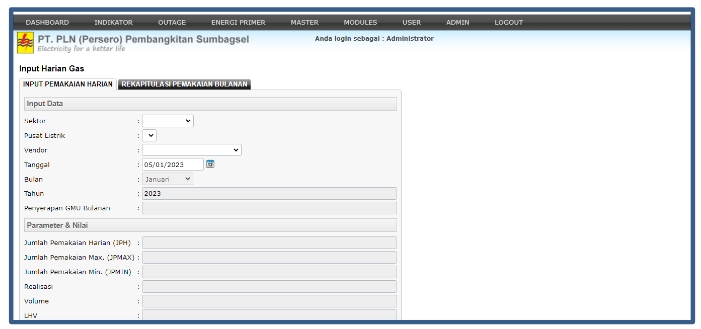 DASHBOARD INDIKATOR OUTAGE ENERGI PRIMER MASTER MODULES USER ADMIN LOGOUT
PT. PLN (Persero) Pembangkitan Sumbagsel Anda login sebagai : Administrator
Electricity for a better life
Input Harian Gas
INPUT PEMAKAIAN HARIAN REKAPITULASI PEMAKAIAN BULANAN
Input Data
Sektor :
Pusat Listrik :
Vendor :
Tanggal : 05/01/2023
Bulan : Januari
Tahun : 2023
Penyerapan GMU Bulanan :
Parameter & Nilai
Jumlah Pemakaian Harian (JPH) :
Jumlah Pemakaian Max. (JPMAX) :
Jumlah Pemakaian Min. (JPMIN) :
Realisasi :
Volume :
LHV :